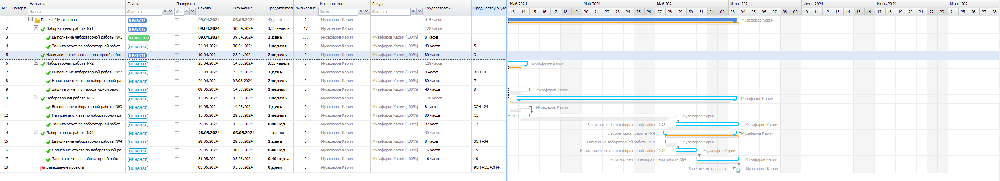 № Номер в Название Статус Приоритет Начало Окончание Продолжитель % выполнен Исполнитель Ресурс Трудозатраты Предшествующие
Найти... Фильтр Фи. Фильтр Фильтр
Май 2024 Май 2024 Май 2024 Июнь 2024 Июнь 2024 Июнь 2024 Июнь 2024
13 14 15 16 17 18 19 20 21 22 23 24 25 26 27 28 29 30 31 01 02 03 04 05 06 07 08 09 10 11 12 13 14 15 16 17 18 19 20 21 22 23 24 25 26 27 28
1 Проект Музафарова В РАБОТЕ 09.04.2024 03.06.2024 40 дней 2 Музафаров Карим 416 часов Музафаров Карим
2 Лабораторная работа №1 В РАБОТЕ 09.04.2024 30.04.2024 3.20 недель 17 Музафаров Карим 128 часов
3 Выполнение лабораторной работы №1 ЗАВЕРШЁН 09.04.2024 09.04.2024 1 день 100 Музафаров Карим Музафаров Карим [100%] 8 часов
4 Защита отчет по лабораторной работ НЕ НАЧАТ 24.04.2024 30.04.2024 1 неделя 0 Музафаров Карим Музафаров Карим [100%] 40 часов 5
5 Написание отчета по лабораторной работ В РАБОТЕ 10.04.2024 23.04.2024 2 недель 0 Музафаров Карим Музафаров Карим [100%] 80 часов 3
6 Лабораторная работа №2 НЕ НАЧАТ 23.04.2024 14.05.2024 3.20 недель 0 Музафаров Карим 128 часов Музафаров Карим
7 Выполнение лабораторной работы №2 НЕ НАЧАТ 23.04.2024 23.04.2024 1 день 0 Музафаров Карим Музафаров Карим [100%] 8 часов 3ОН+9
8 Написание отчета по лабораторной ра НЕ НАЧАТ 24.04.2024 07.05.2024 2 недель 0 Музафаров Карим Музафаров Карим [100%] 80 часов 7
9 Защита отчет по лабораторной работ НЕ НАЧАТ 08.05.2024 14.05.2024 1 неделя 0 Музафаров Карим Музафаров Карим [100%] 40 часов 8 Музафаров Карим
10 Лабораторная работа №3 НЕ НАЧАТ 14.05.2024 03.06.2024 3 недель 0 Музафаров Карим 120 часов Музафаров Карим
11 Выполнение лабораторной работы №3 НЕ НАЧАТ 14.05.2024 14.05.2024 1 день 0 Музафаров Карим Музафаров Карим [100%] 8 часов 3ОН+24 Музафаров Карим
12 Написание отчета по лабораторной ра НЕ НАЧАТ 15.05.2024 28.05.2024 2 недель 0 Музафаров Карим Музафаров Карим [100%] 80 часов 11 те №3 Музафаров Карим
13 Защита отчет по лабораторной работ НЕ НАЧАТ 29.05.2024 03.06.2024 0.80 нед... 0 Музафаров Карим Музафаров Карим [100%] 32 часа 12 Защита отчет по лабораторной работе №3 Музафаров Карим
14 Лабораторная работа №4 НЕ НАЧАТ 28.05.2024 03.06.2024 1 неделя 0 Музафаров Карим 40 часов Лабораторная работа №4 Музафаров Карим
15 Выполнение лабораторной работы №4 НЕ НАЧАТ 28.05.2024 28.05.2024 1 день 0 Музафаров Карим Музафаров Карим [100%] 8 часов 3ОН+34 Выполнение лабораторной работы №4 Музафаров Карим
16 Написание отчета по лабораторной ра НЕ НАЧАТ 29.05.2024 30.05.2024 0.40 нед... 0 Музафаров Карим Музафаров Карим [100%] 16 часов 15 Написание отчета по лабораторной работе №4 Музафаров Карим
17 Защита отчет по лабораторной работ НЕ НАЧАТ 31.05.2024 03.06.2024 0.40 нед... 0 Музафаров Карим Музафаров Карим [100%] 16 часов 16 Защита отчет по лабораторной работе №4 Музафаров Карим
18 Завершение проекта НЕ НАЧАТ 03.06.2024 03.06.2024 0 дней 0 Музафаров Карим 9ОН+11;4ОН+... Завершение проекта Музафаров Карим